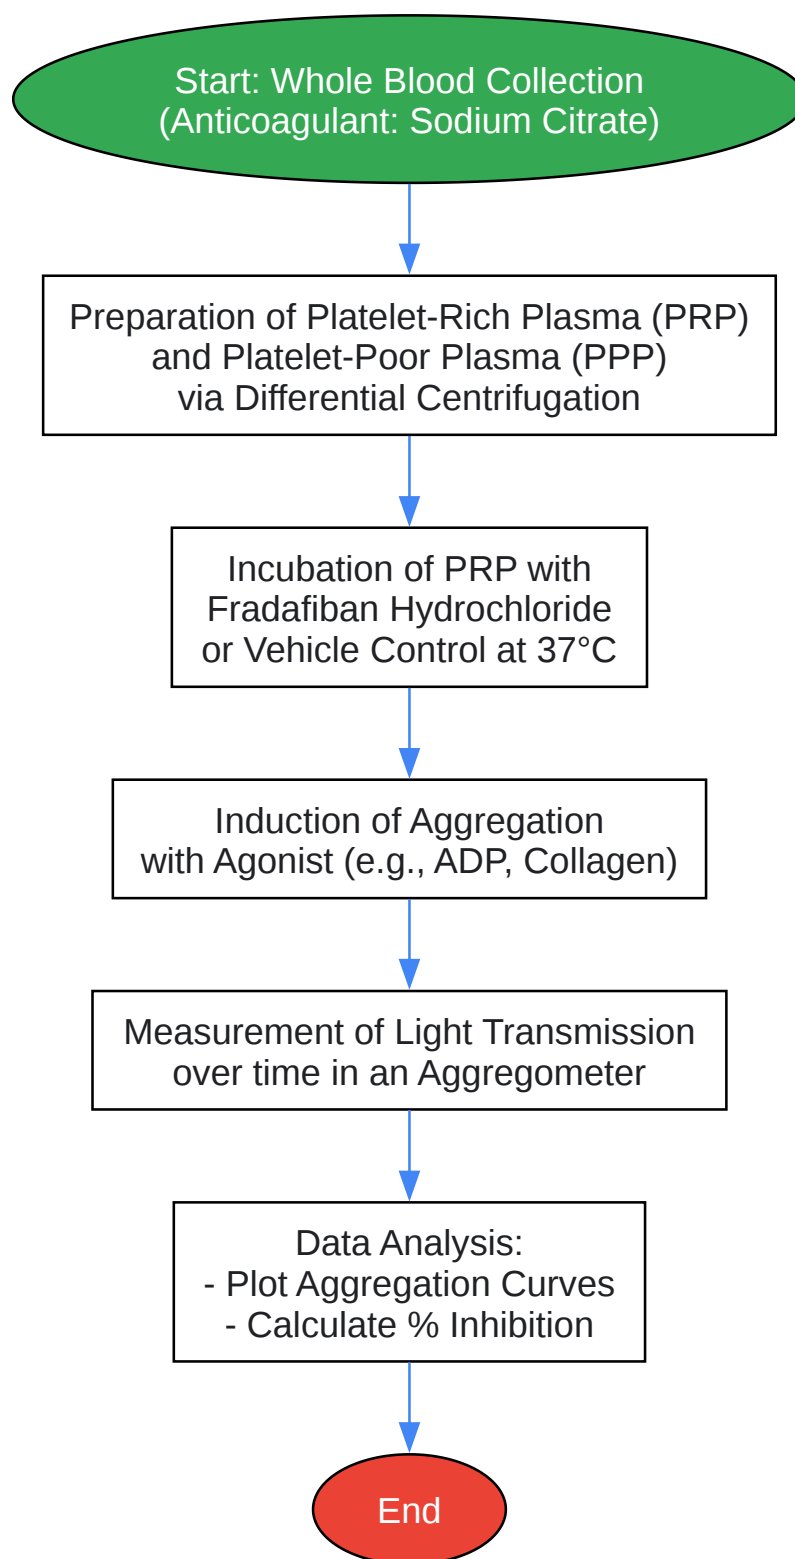 Start: Whole Blood Collection
(Anticoagulant: Sodium Citrate)
Preparation of Platelet-Rich Plasma (PRP)
and Platelet-Poor Plasma (PPP)
via Differential Centrifugation
Incubation of PRP with
Fradafiban Hydrochloride
or Vehicle Control at 37°C
Induction of Aggregation
with Agonist (e.g., ADP, Collagen)
Measurement of Light Transmission
over time in an Aggregometer
Data Analysis:
- Plot Aggregation Curves
- Calculate % Inhibition
End